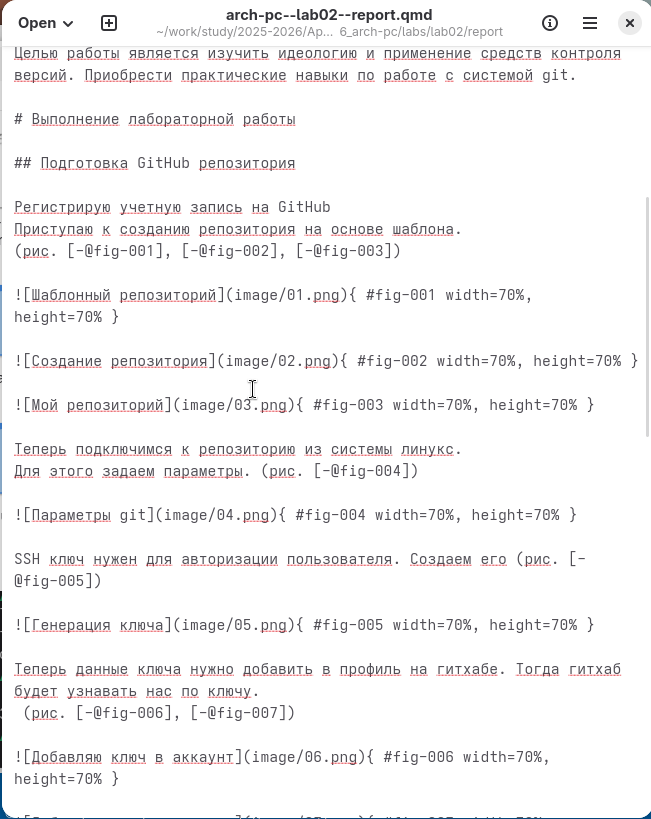 Open
arch-pc--lab02--report.qmd
~/work/study/2025-2026/Ap... 6_arch-pc/labs/lab02/report
Целью работы является изучить идеологию и применение средств контроля
версий. Приобрести практические навыки по работе с системой git.
# Выполнение лабораторной работы
## Подготовка GitHub репозитория
Регистрирую учетную запись на GitHub
Приступаю к созданию репозитория на основе шаблона.
(рис. [-@fig-001], [-@fig-002], [-@fig-003])
![Шаблонный репозиторий](image/01.png){ #fig-001 width=70%,
height=70% }
![Создание репозитория](image/02.png){ #fig-002 width=70%, height=70% }
![Мой репозиторий](image/03.png){ #fig-003 width=70%, height=70% }
Теперь подключимся к репозиторию из системы линукс.
Для этого задаем параметры. (рис. [-@fig-004])
![Параметры git](image/04.png){ #fig-004 width=70%, height=70% }
SSH ключ нужен для авторизации пользователя. Создаем его (рис. [-
@fig-005])
![Генерация ключа](image/05.png){ #fig-005 width=70%, height=70% }
Теперь данные ключа нужно добавить в профиль на гитхабе. Тогда гитхаб
будет узнавать нас по ключу.
(рис. [-@fig-006], [-@fig-007])
![Добавляю ключ в аккаунт](image/06.png){ #fig-006 width=70%,
height=70% }